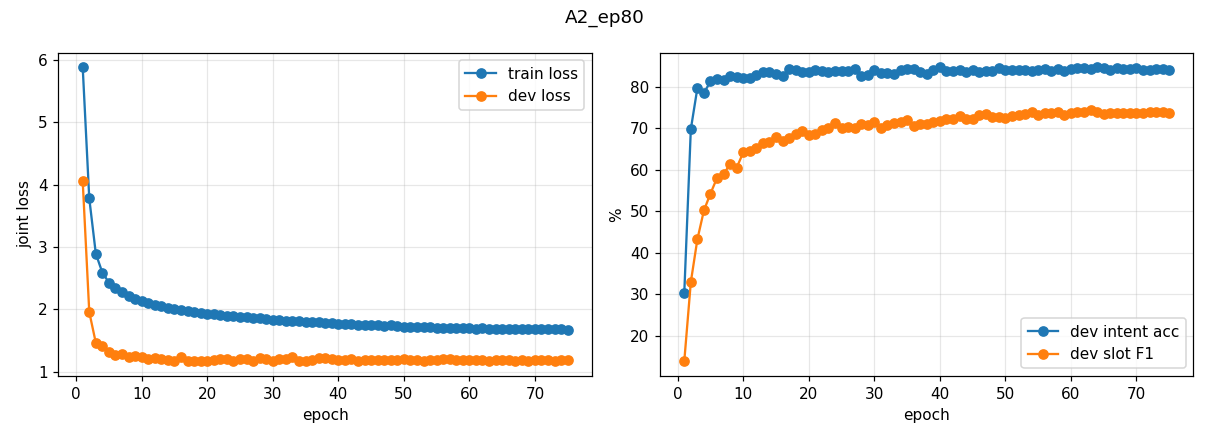 A2_ep80
6
5
4
3
2
1
joint loss
0 10 20 30 40 50 60 70
epoch
train loss
dev loss
80
70
60
50
40
30
20
%
0 10 20 30 40 50 60 70
epoch
dev intent acc
dev slot F1